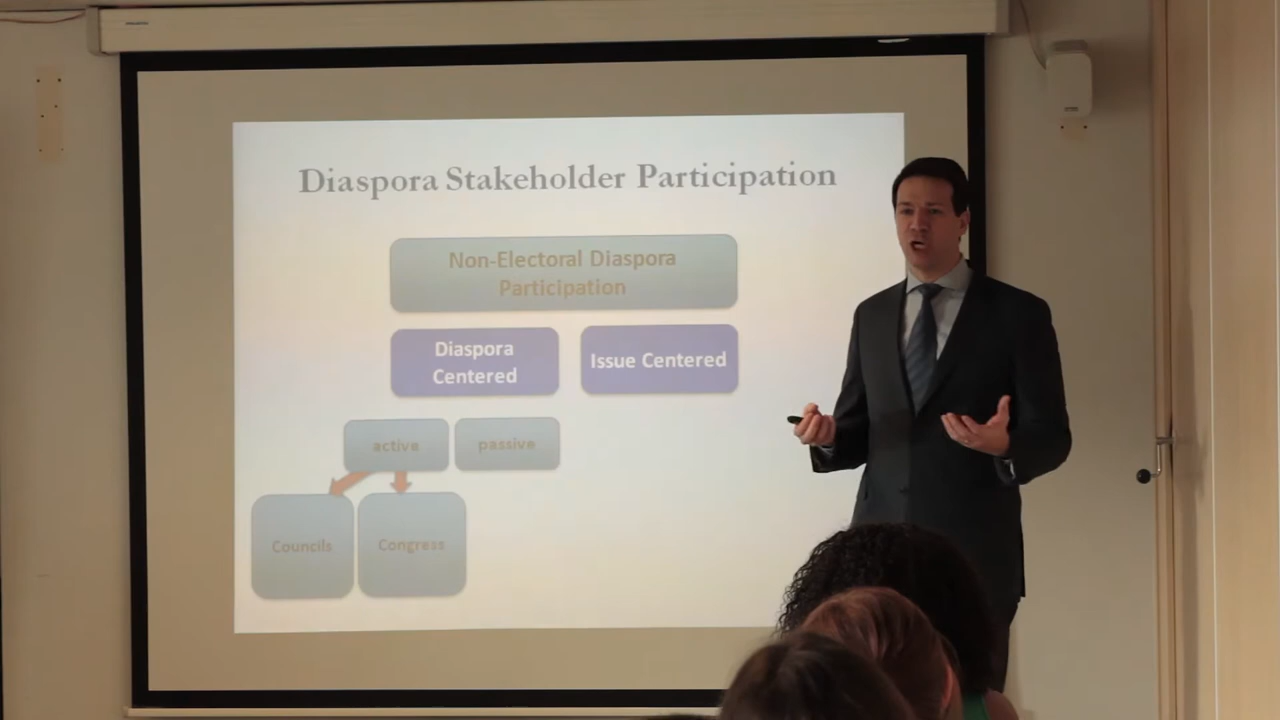 Diaspora Stakeholder Participation
Non-Electoral Diaspora
Participation
Diaspora
Centered
Issue Centered
active
passive
Councils
Congress